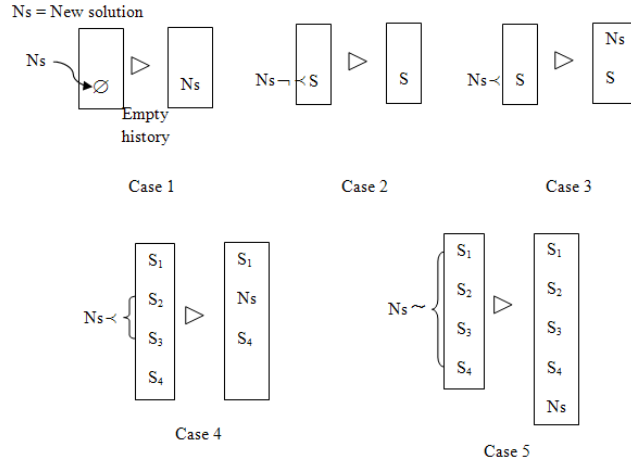 Ns = New solution
Ns
∅
Ns
Empty
history
Case 1
Ns ¬ ≺ S
S
Case 2
Ns ≺ S
Ns
S
Case 3
Ns ≺
S₁
S₂
S₃
S₄
S₁
Ns
S₄
Case 4
Ns ~
S₁
S₂
S₃
S₄
S₁
S₂
S₃
S₄
Ns
Case 5